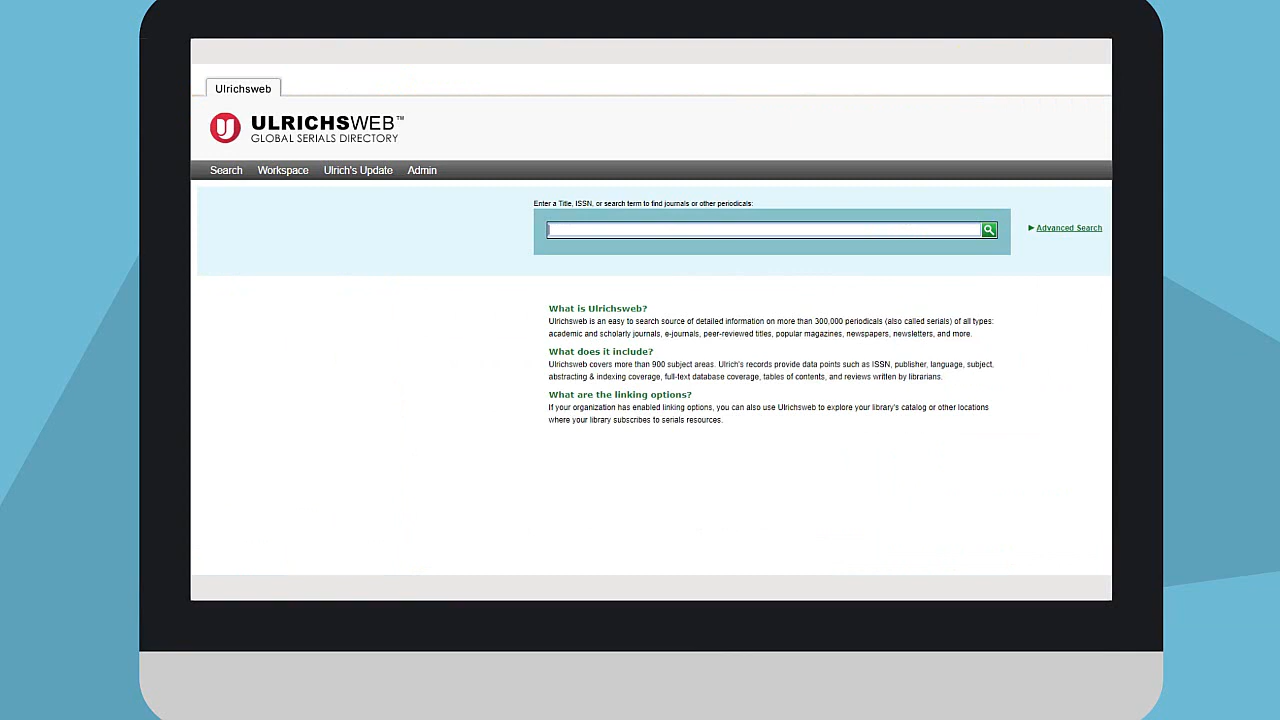 Ulrichsweb
ULRICHSWEB™
GLOBAL SERIALS DIRECTORY
Search Workspace Ulrich's Update Admin
Enter a Title, ISSN, or search term to find journals or other periodicals:
Advanced Search
What is Ulrichsweb?
Ulrichsweb is an easy to search source of detailed information on more than 300,000 periodicals (also called serials) of all types:
academic and scholarly journals, e-journals, peer-reviewed titles, popular magazines, newspapers, newsletters, and more.
What does it include?
Ulrichsweb covers more than 900 subject areas. Ulrich's records provide data points such as ISSN, publisher, language, subject,
abstracting & indexing coverage, full-text database coverage, tables of contents, and reviews written by librarians.
What are the linking options?
If your organization has enabled linking options, you can also use Ulrichsweb to explore your library's catalog or other locations
where your library subscribes to serials resources.